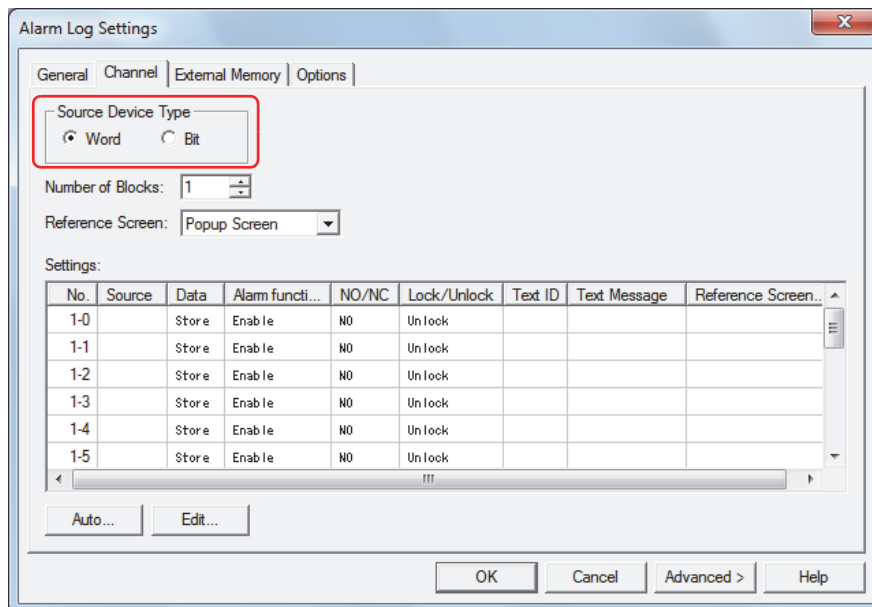 Alarm Log Settings
General Channel External Memory Options
Source Device Type
Word Bit
Number of Blocks: 1
Reference Screen: Popup Screen
Settings:
No. Source Data Alarm functi... NO/NC Lock/Unlock Text ID Text Message Reference Screen..
1-0 Store Enable NO Unlock
1-1 Store Enable NO Unlock
1-2 Store Enable NO Unlock
1-3 Store Enable NO Unlock
1-4 Store Enable NO Unlock
1-5 Store Enable NO Unlock
Auto... Edit...
OK Cancel Advanced > Help